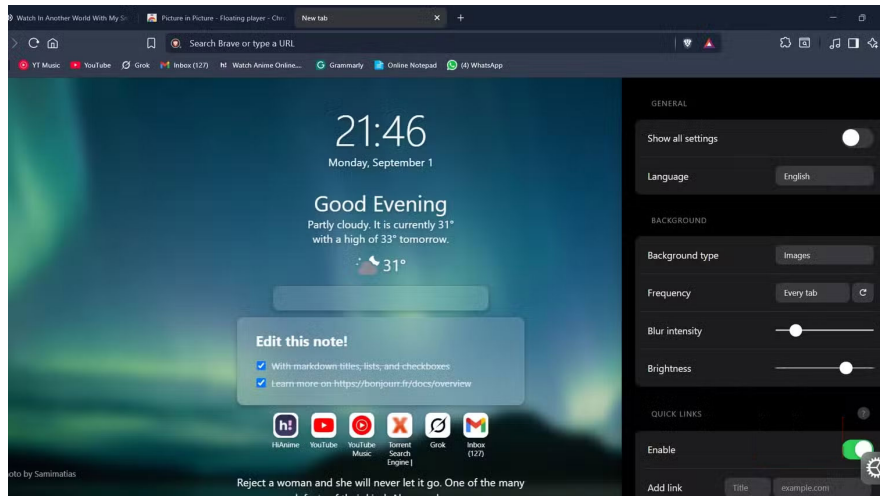 Watch In Another World With My
Picture in Picture - Floating player - Chr
New tab
Search Brave or type a URL
YT Music
YouTube
Grok
Inbox (127)
h! Watch Anime Online...
Grammarly
Online Notepad
(4) WhatsApp
21:46
Monday, September 1
Good Evening
Partly cloudy. It is currently 31°
with a high of 33° tomorrow.
31°
Edit this note!
With markdown titles, lists, and checkboxes
Learn more on https://bonjourr.fr/docs/overview
h!
HiAnime
YouTube
YouTube
Music
Torrent
Search
Engine |
Grok
Inbox
(127)
Reject a woman and she will never let it go. One of the many
oto by Samimatias
GENERAL
Show all settings
Language English
BACKGROUND
Background type Images
Frequency Every tab
Blur intensity
Brightness
QUICK LINKS ?
Enable
Add link Title example.com